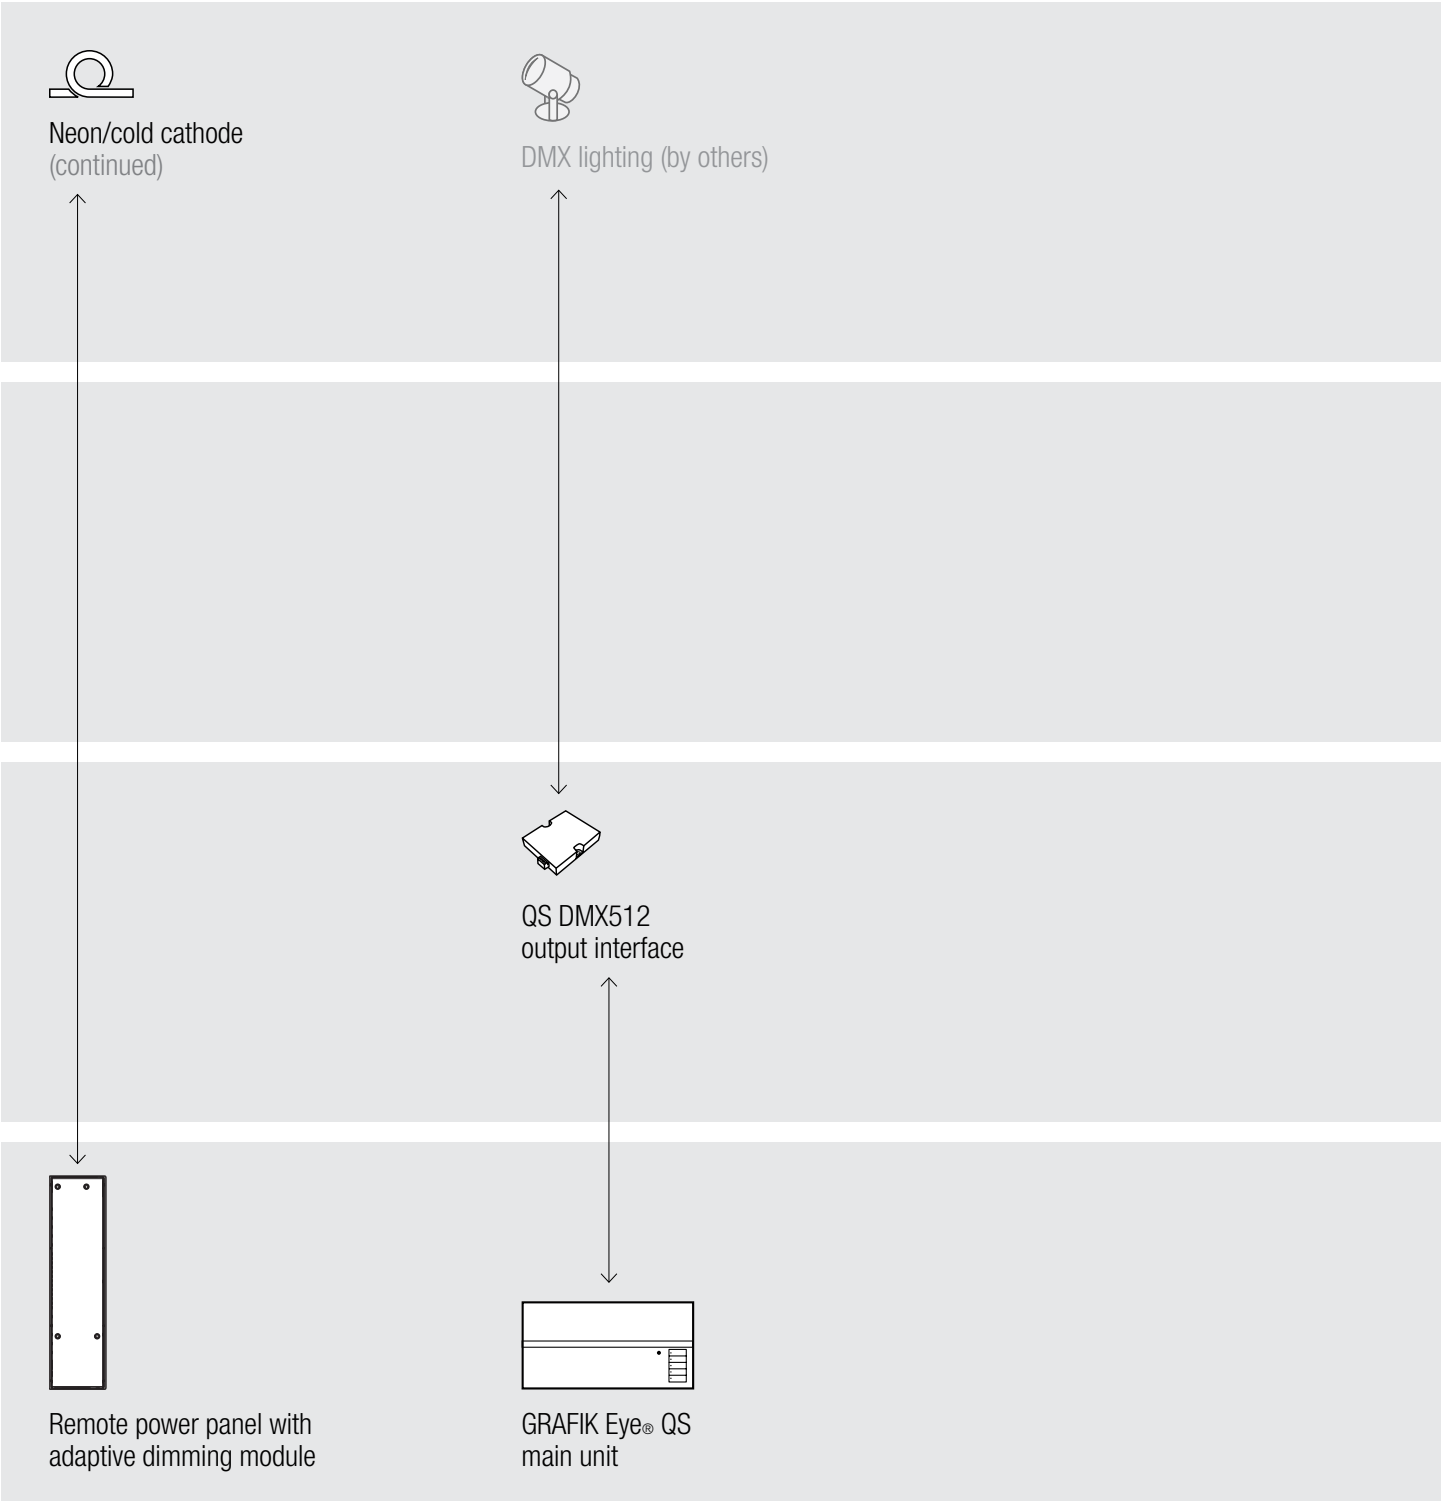 Neon/cold cathode
(continued)
DMX lighting (by others)
QS DMX512
output interface
Remote power panel with
adaptive dimming module
GRAFIK Eye® QS
main unit